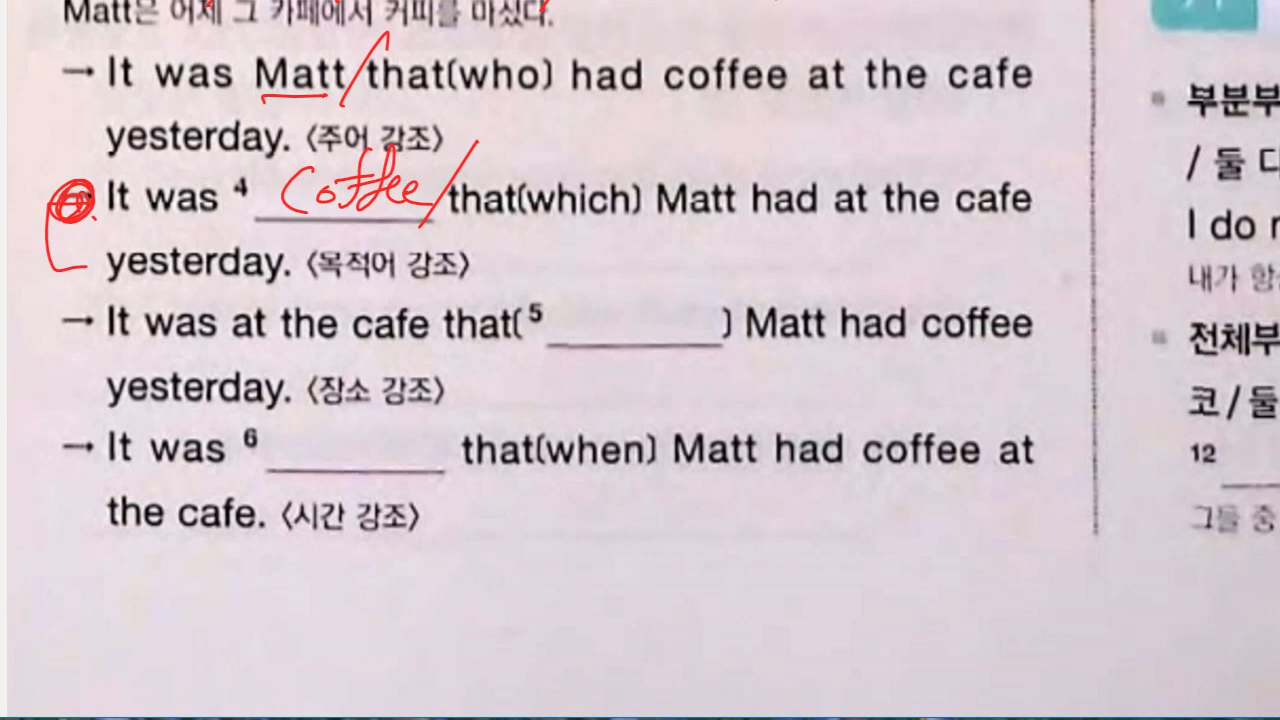 Matt은 어제 그 카페에서 커피를 마셨다.
→ It was Matt that(who) had coffee at the cafe
yesterday. 〈주어 강조〉
→ It was 4 Coffee that(which) Matt had at the cafe
yesterday. 〈목적어 강조〉
→ It was at the cafe that( 5 ________ ) Matt had coffee
yesterday. 〈장소 강조〉
→ It was 6 ________ that(when) Matt had coffee at
the cafe. 〈시간 강조〉
부분부
/ 둘 다
I do
내가 항
전체부
코 / 둘
12
그들 중